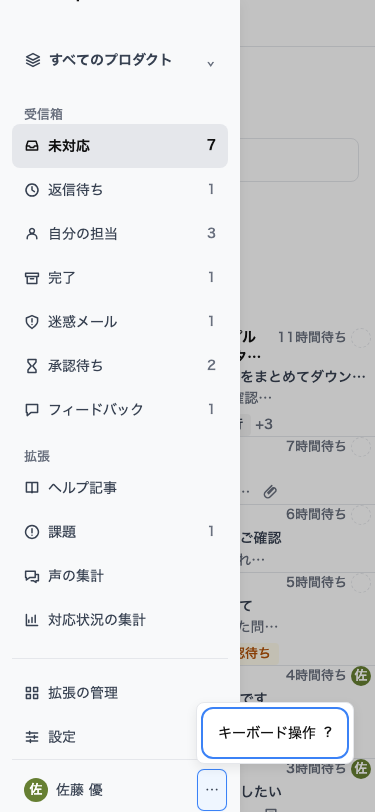 すべてのプロダクト
受信箱
未対応 7
返信待ち 1
自分の担当 3
完了 1
迷惑メール 1
承認待ち 2
フィードバック 1
拡張
ヘルプ記事
課題 1
声の集計
対応状況の集計
拡張の管理
設定
佐 佐藤 優 …
キーボード操作 ?
11時間待ち
をまとめてダウン…
確認…
+3
7時間待ち
6時間待ち
ご確認
れ…
5時間待ち
て
た問…
認待ち
4時間待ち 佐
です
3時間待ち 佐
したい